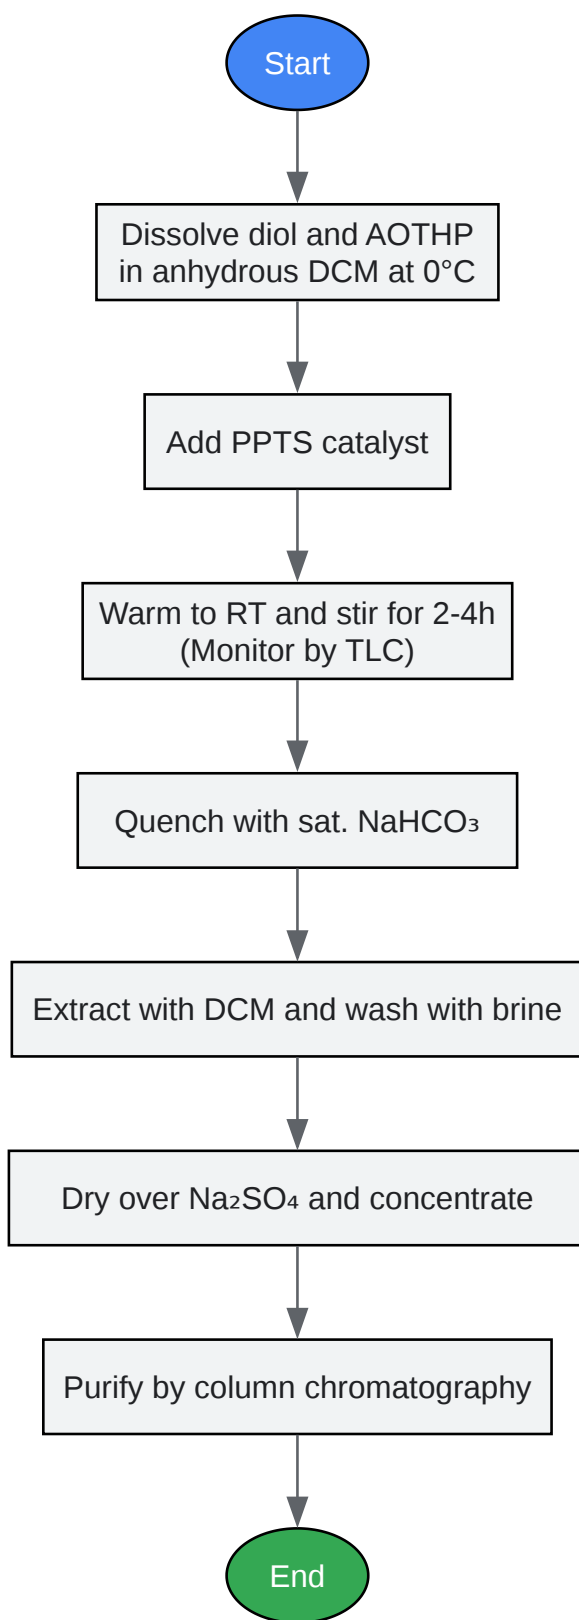 Start
Dissolve diol and AOTHP
in anhydrous DCM at 0°C
Add PPTS catalyst
Warm to RT and stir for 2-4h
(Monitor by TLC)
Quench with sat. NaHCO₃
Extract with DCM and wash with brine
Dry over Na₂SO₄ and concentrate
Purify by column chromatography
End